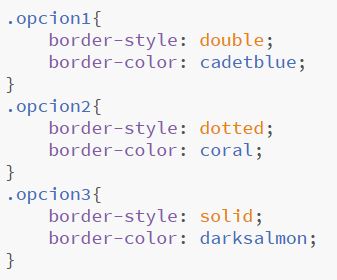 .opcion1{
    border-style: double;
    border-color: cadetblue;
}
.opcion2{
    border-style: dotted;
    border-color: coral;
}
.opcion3{
    border-style: solid;
    border-color: darksalmon;
}